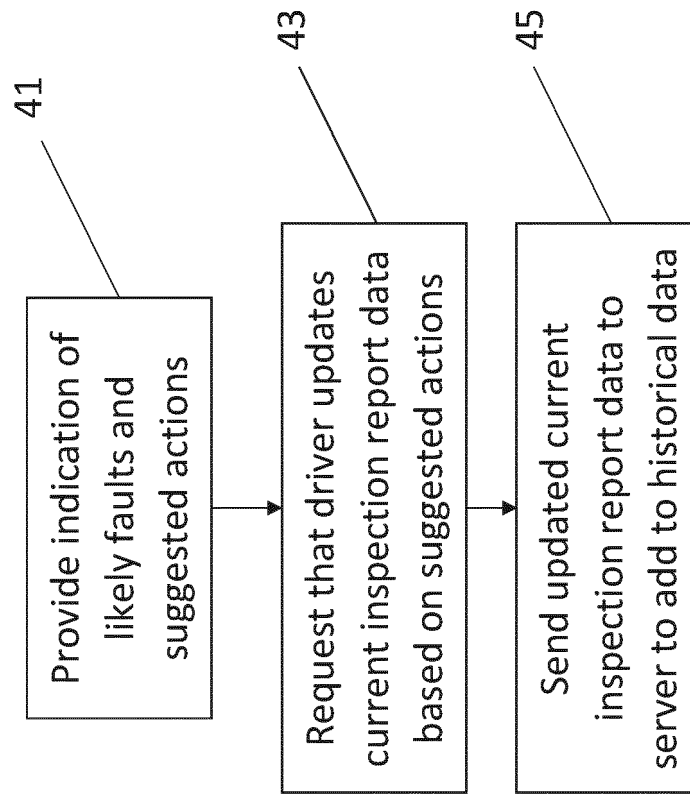 Provide indication of
likely faults and
suggested actions
41
Request that driver updates
current inspection report data
based on suggested actions
43
Send updated current
inspection report data to
server to add to historical data
45